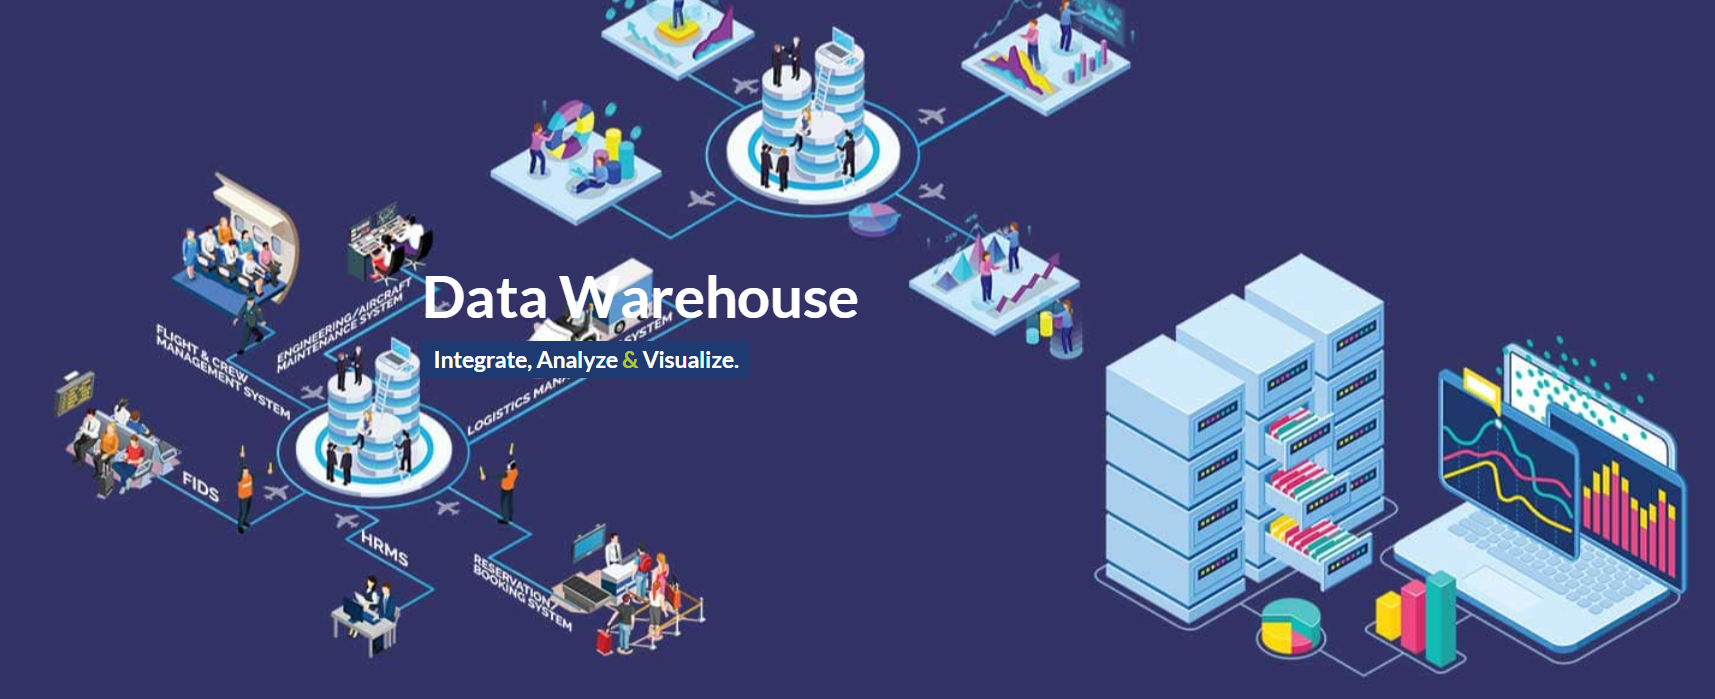 Data Warehouse
Integrate, Analyze & Visualize.
FLIGHT & CREW
MANAGEMENT SYSTEM
ENGINEERING/AIRCRAFT
MAINTENANCE SYSTEM
SYSTEM
LOGISTICS
FIDS
HRMS
RESERVATION/
BOOKING SYSTEM